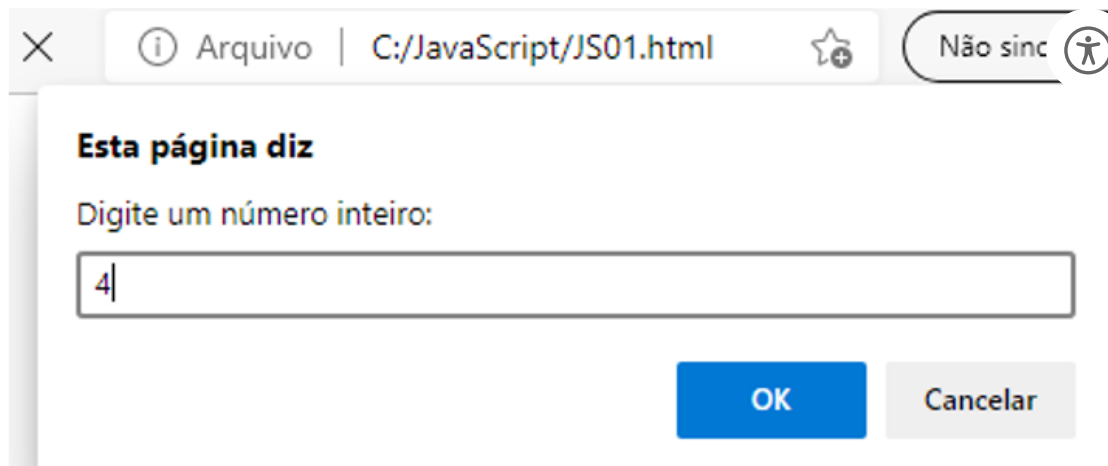 Arquivo | C:/JavaScript/JS01.html Não sinc
Esta página diz
Digite um número inteiro:
4
OK Cancelar